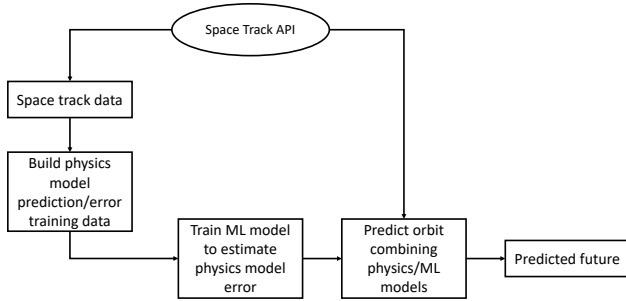 Space Track API
Space track data
Build physics
model
prediction/error
training data
Train ML model
to estimate
physics model
error
Predict orbit
combining
physics/ML
models
Predicted future